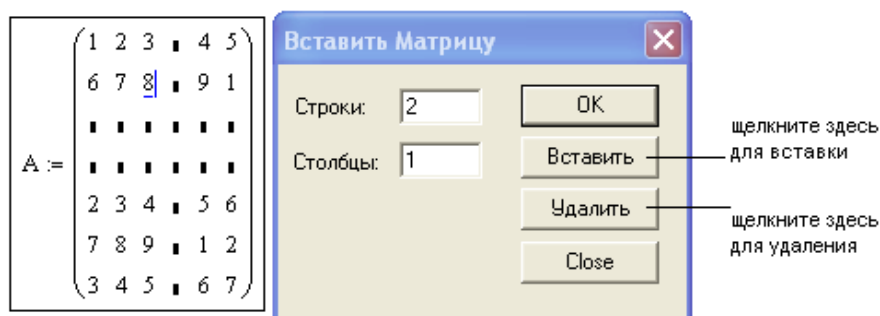 A :=
1 2 3 ▪ 4 5
6 7 8 ▪ 9 1
▪ ▪ ▪ ▪ ▪ ▪
▪ ▪ ▪ ▪ ▪ ▪
2 3 4 ▪ 5 6
7 8 9 ▪ 1 2
3 4 5 ▪ 6 7
Вставить Матрицу
Строки: 2
Столбцы: 1
OK
Вставить
Удалить
Close
щелкните здесь
для вставки
щелкните здесь
для удаления